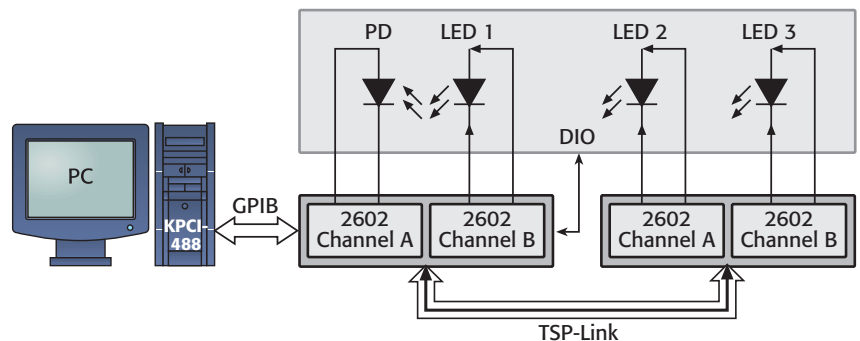 PD
LED 1
LED 2
LED 3
DIO
PC
KPCI-
488
GPIB
2602
Channel A
2602
Channel B
2602
Channel A
2602
Channel B
TSP-Link